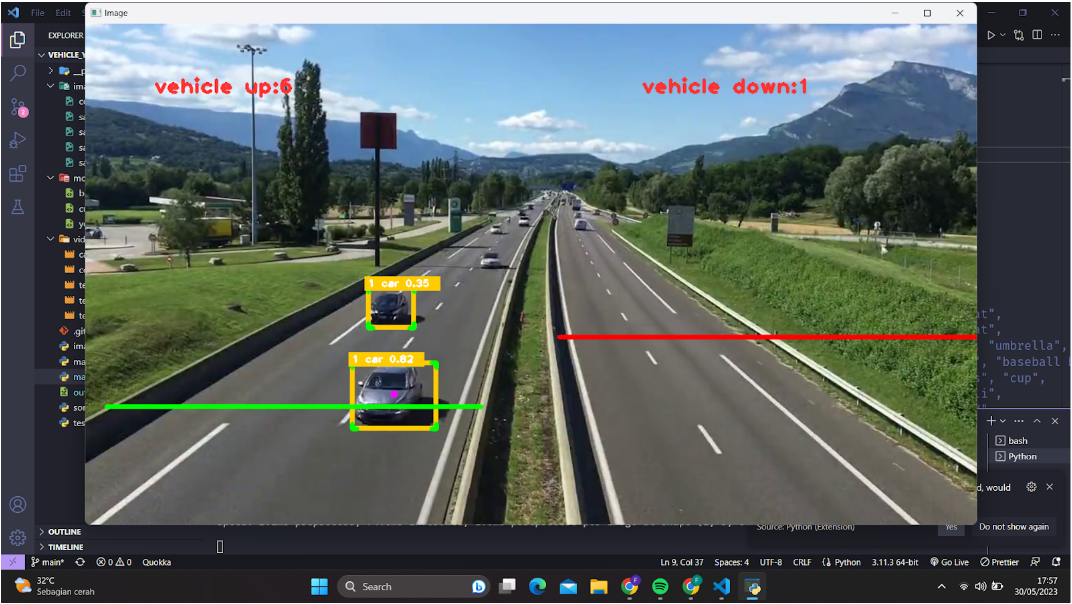 File Edit
Image
EXPLORER
VEHICLE_Y
vehicle up:6
vehicle down:1
1 car 0.35
1 car 0.82
"umbrella",
"baseball
"cup",
bash
Python
d, would
Source: Python (Extension)
Yes
Do not show again
OUTLINE
TIMELINE
main*
0
0
Quokka
Ln 9, Col 37
Spaces: 4
UTF-8
CRLF
Python
3.11.3 64-bit
Go Live
Prettier
32°C
Sebagian cerah
Search
17:57
30/05/2023